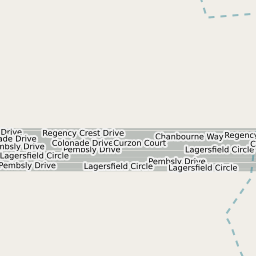 Drive
Regency Crest Drive
Chanbourne Way
Regency
ade Drive
Colonade Drive
Curzon Court
mbsly Drive
Pembsly Drive
Lagersfield Circle
Lagersfield Circle
Pembsly Drive
Pembsly Drive
Lagersfield Circle
Lagersfield Circle